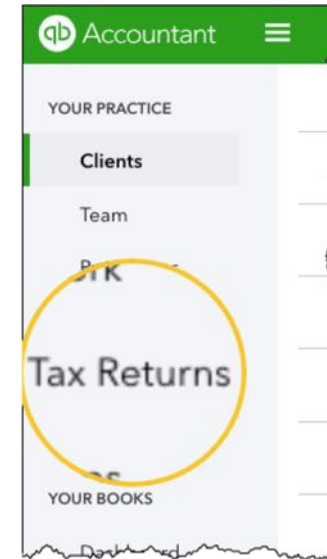 qb Accountant
YOUR PRACTICE
Clients
Team
Tax Returns
YOUR BOOKS